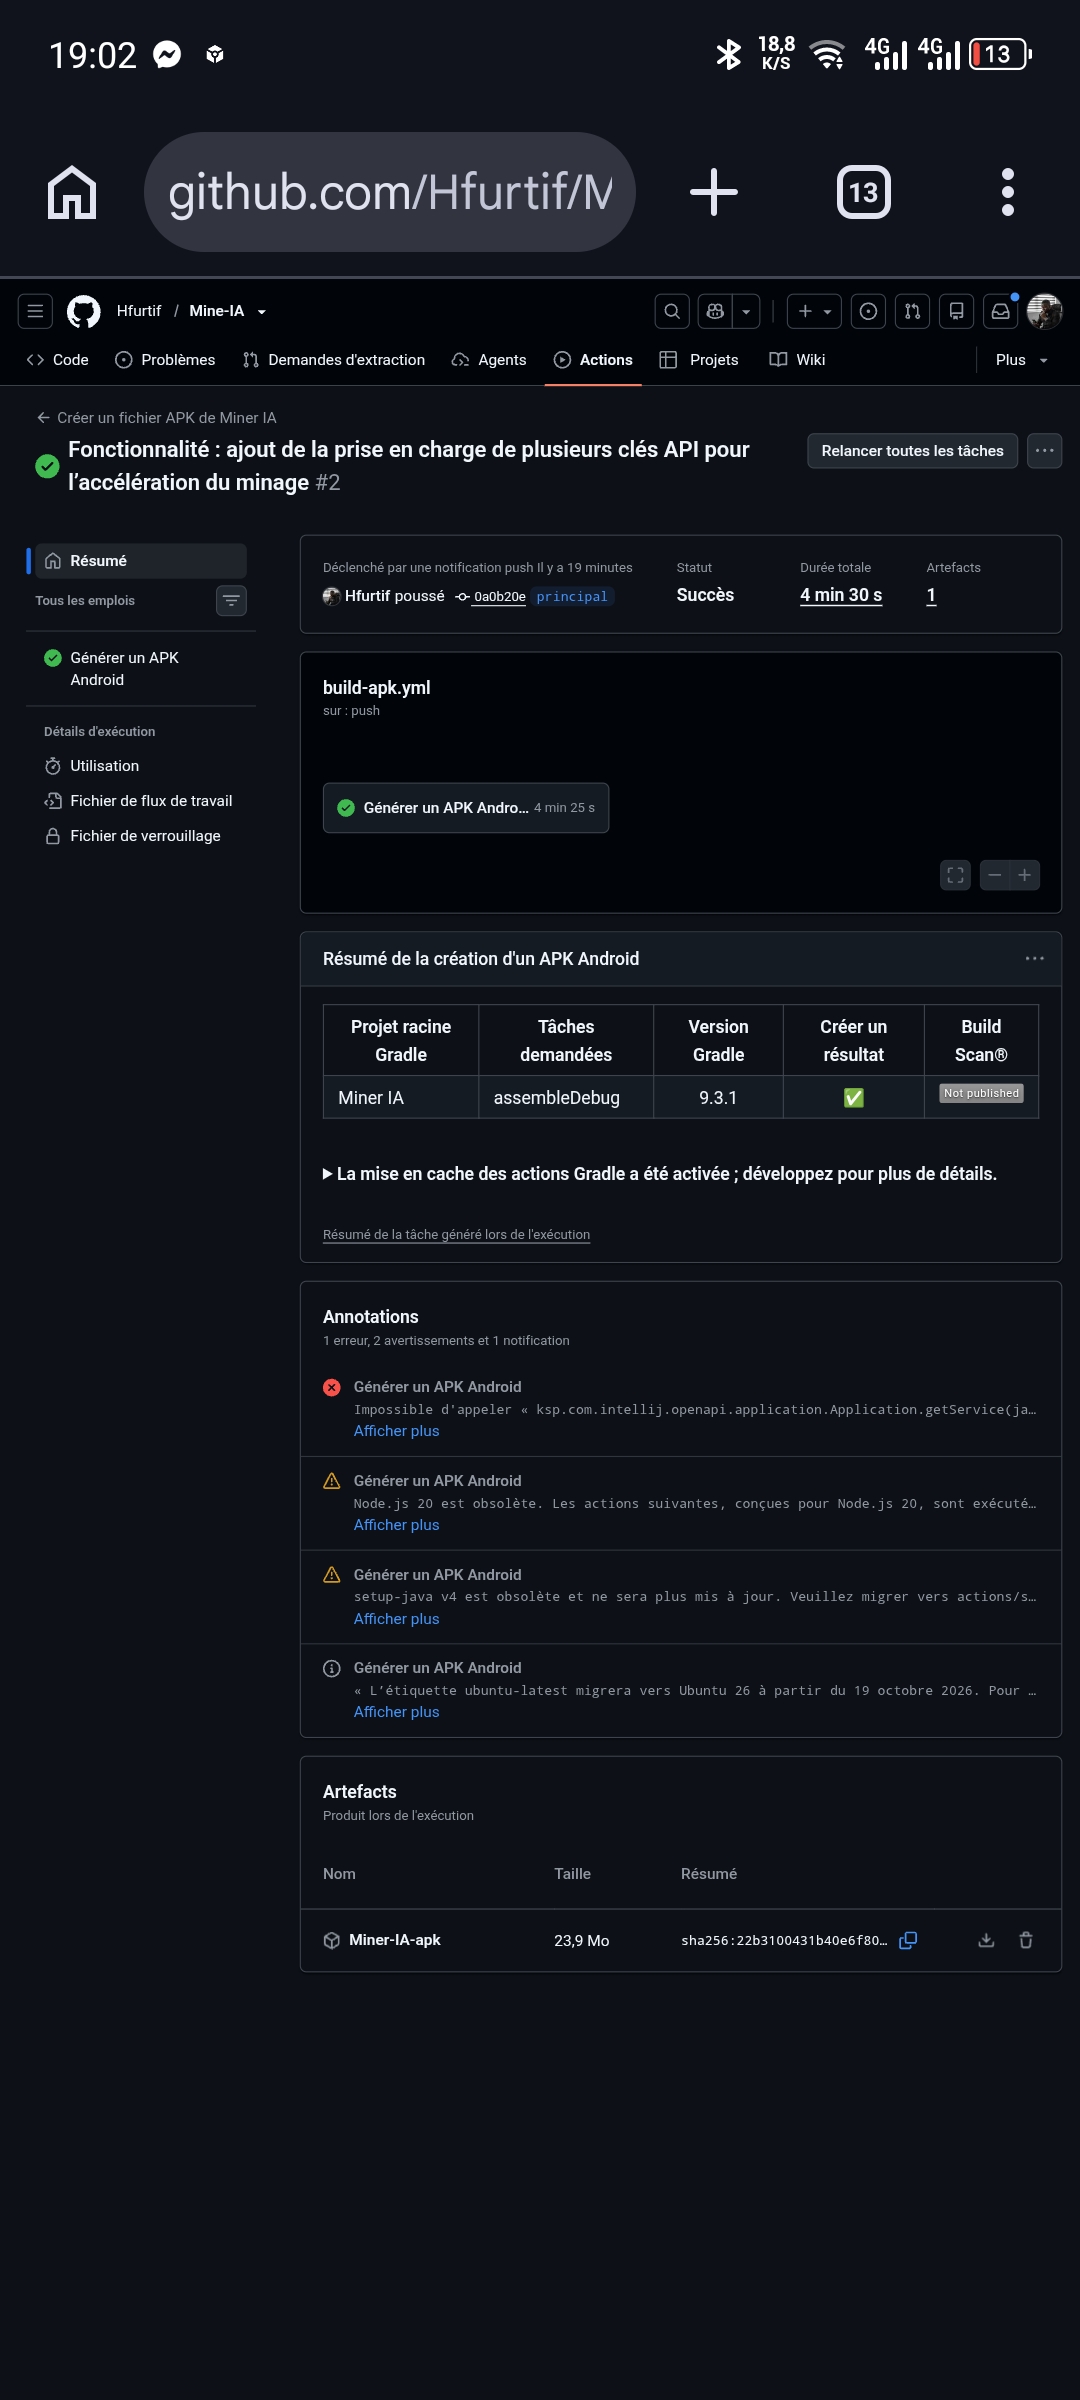 19:02
18,8
K/S
4G
4G
13
github.com/Hfurtif/M
13
Hfurtif / Mine-IA
Code
Problèmes
Demandes d'extraction
Agents
Actions
Projets
Wiki
Plus
Créer un fichier APK de Miner IA
Fonctionnalité : ajout de la prise en charge de plusieurs clés API pour
l’accélération du minage #2
Relancer toutes les tâches
Résumé
Tous les emplois
Générer un APK
Android
Détails d'exécution
Utilisation
Fichier de flux de travail
Fichier de verrouillage
Déclenché par une notification push Il y a 19 minutes
Hfurtif poussé 0a0b20e principal
Statut
Succès
Durée totale
4 min 30 s
Artefacts
1
build-apk.yml
sur : push
Générer un APK Andro... 4 min 25 s
Résumé de la création d'un APK Android
Projet racine Gradle
Tâches demandées
Version Gradle
Créer un résultat
Build Scan®
Miner IA
assembleDebug
9.3.1
Not published
La mise en cache des actions Gradle a été activée ; développez pour plus de détails.
Résumé de la tâche généré lors de l'exécution
Annotations
1 erreur, 2 avertissements et 1 notification
Générer un APK Android
Impossible d'appeler « ksp.com.intellij.openapi.application.Application.getService(ja…
Afficher plus
Générer un APK Android
Node.js 20 est obsolète. Les actions suivantes, conçues pour Node.js 20, sont exécuté…
Afficher plus
Générer un APK Android
setup-java v4 est obsolète et ne sera plus mis à jour. Veuillez migrer vers actions/s…
Afficher plus
Générer un APK Android
« L’étiquette ubuntu-latest migrera vers Ubuntu 26 à partir du 19 octobre 2026. Pour …
Afficher plus
Artefacts
Produit lors de l'exécution
Nom
Taille
Résumé
Miner-IA-apk
23,9 Mo
sha256:22b3100431b40e6f80…